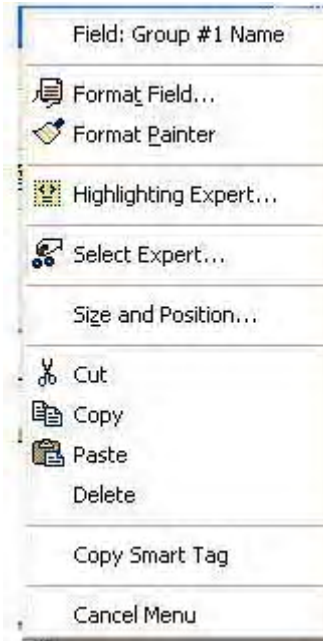 Field: Group #1 Name
Format Field...
Format Painter
Highlighting Expert...
Select Expert...
Size and Position...
Cut
Copy
Paste
Delete
Copy Smart Tag
Cancel Menu